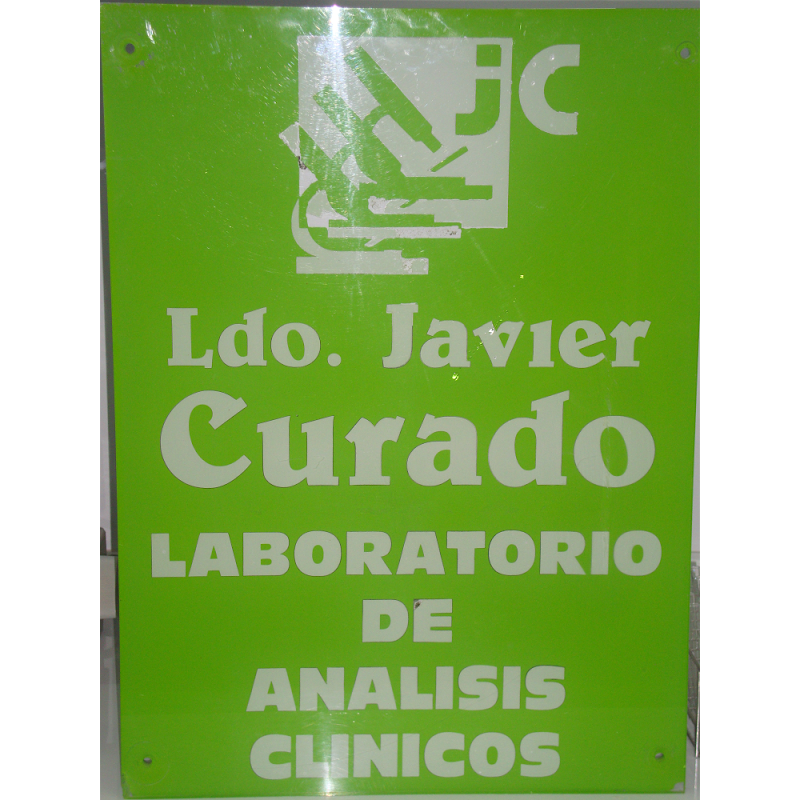 jC
Ldo. Javier
Curado
LABORATORIO
DE
ANALISIS
CLINICOS